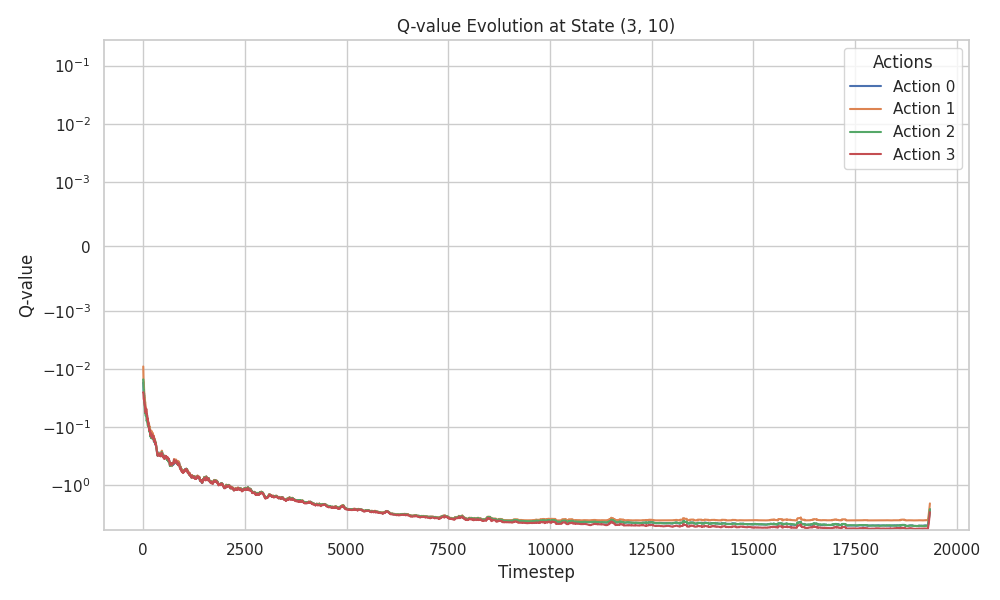 Q-value Evolution at State (3, 10)
Actions
Action 0
Action 1
Action 2
Action 3
10⁻¹
10⁻²
10⁻³
0
−10⁻³
−10⁻²
−10⁻¹
−10⁰
Q-value
0 2500 5000 7500 10000 12500 15000 17500 20000
Timestep